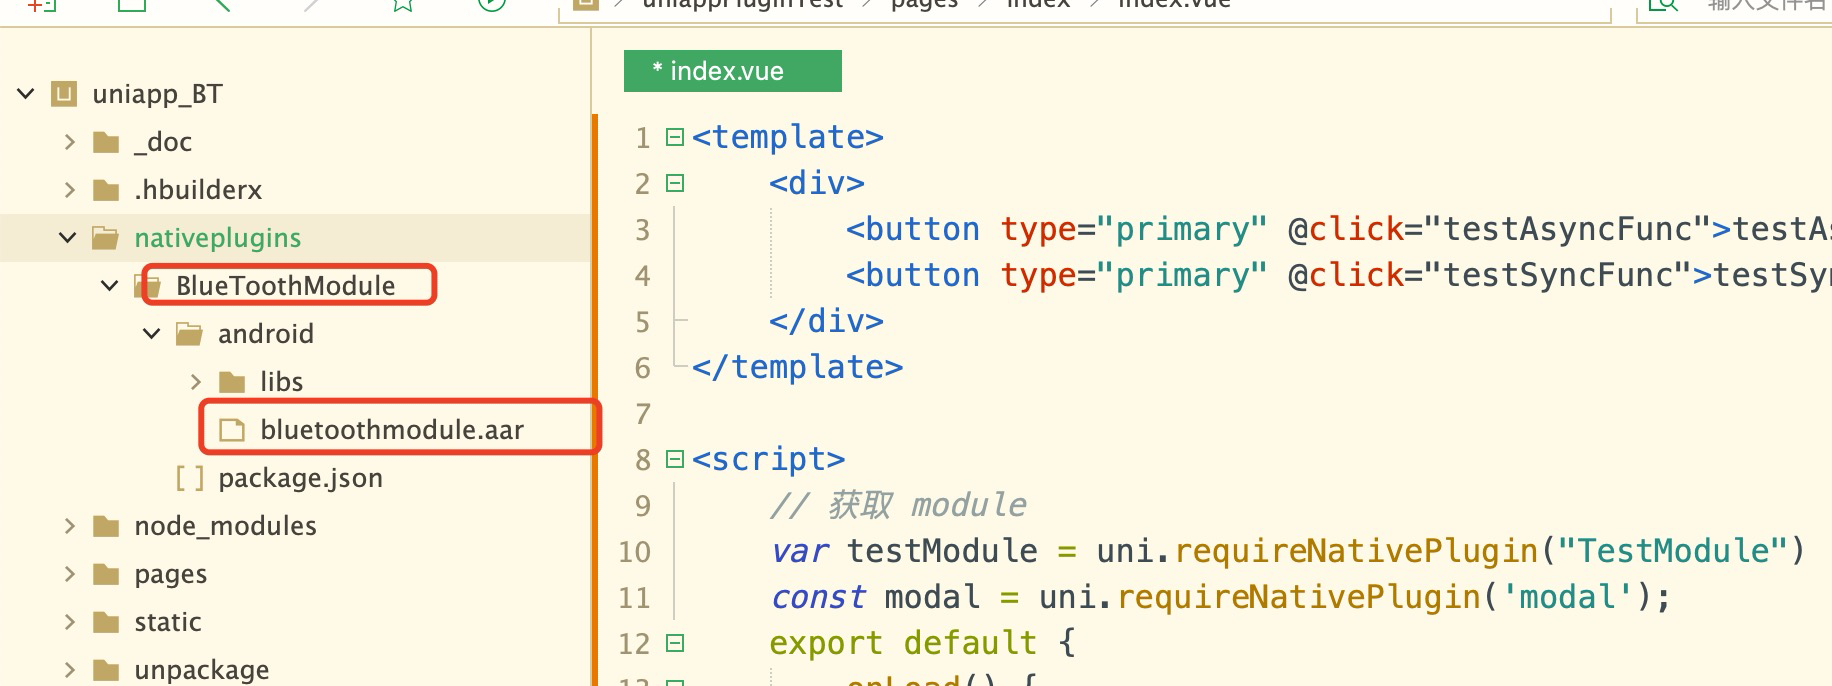 uniappPluginTest > pages > index > index.vue
输入文件名
uniapp_BT
_doc
.hbuilderx
nativeplugins
BlueToothModule
android
libs
bluetoothmodule.aar
package.json
node_modules
pages
static
unpackage
* index.vue
1 <template>
2 <div>
3 <button type="primary" @click="testAsyncFunc">testAs
4 <button type="primary" @click="testSyncFunc">testSyn
5 </div>
6 </template>
7
8 <script>
9 // 获取 module
10 var testModule = uni.requireNativePlugin("TestModule")
11 const modal = uni.requireNativePlugin('modal');
12 export default {
13 onLoad() {